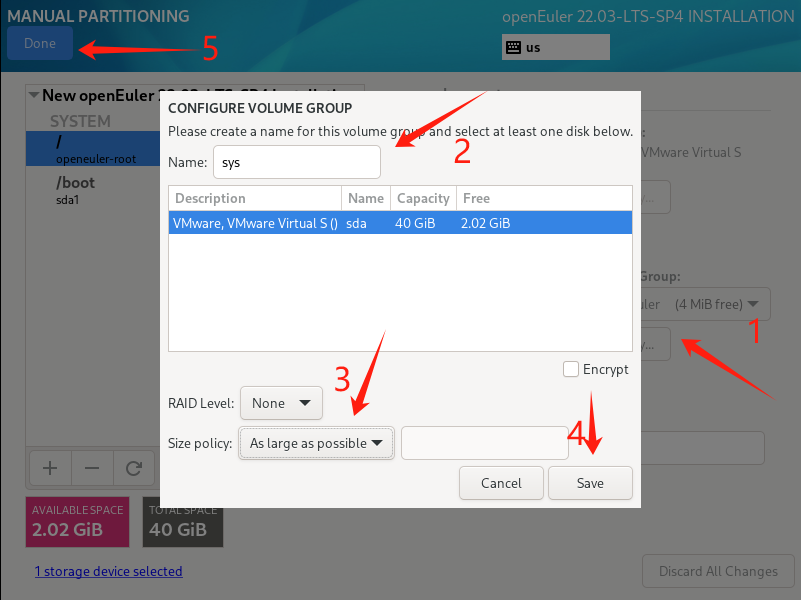 MANUAL PARTITIONING
openEuler 22.03-LTS-SP4 INSTALLATION
Done
5
us
New openEuler
SYSTEM
/
openeuler-root
/boot
sda1
CONFIGURE VOLUME GROUP
Please create a name for this volume group and select at least one disk below.
2
Name: sys
Description Name Capacity Free
VMware, VMware Virtual S () sda 40 GiB 2.02 GiB
VMware Virtual S
Group:
(4 MiB free)
1
Encrypt
3
RAID Level: None
Size policy: As large as possible
4
Cancel Save
AVAILABLE SPACE
2.02 GiB
TOTAL SPACE
40 GiB
1 storage device selected
Discard All Changes